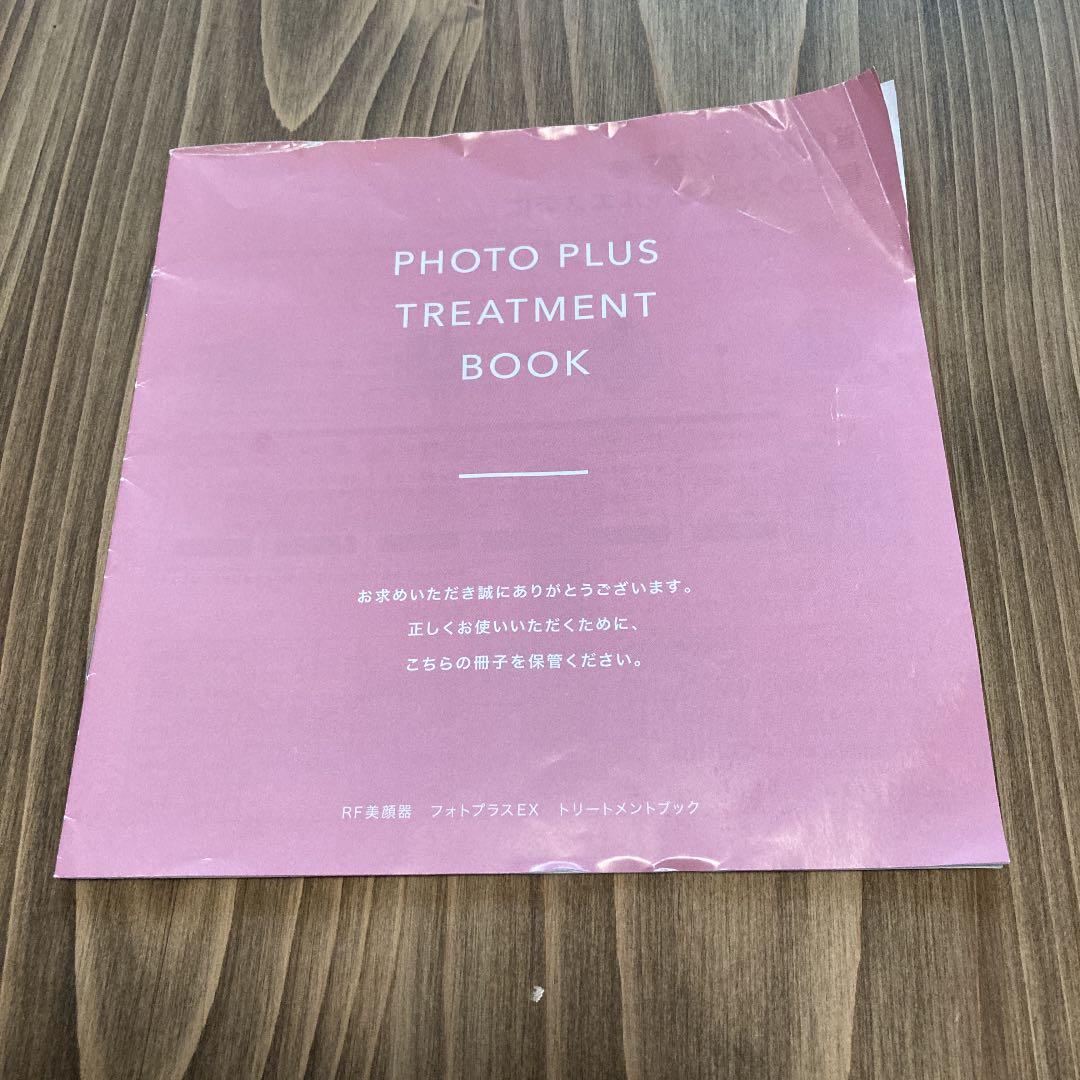 PHOTO PLUS
TREATMENT
BOOK
お求めいただき誠にありがとうございます。
正しくお使いいただくために、
こちらの冊子を保管ください。
RF美顔器 フォトプラスEX トリートメントブック